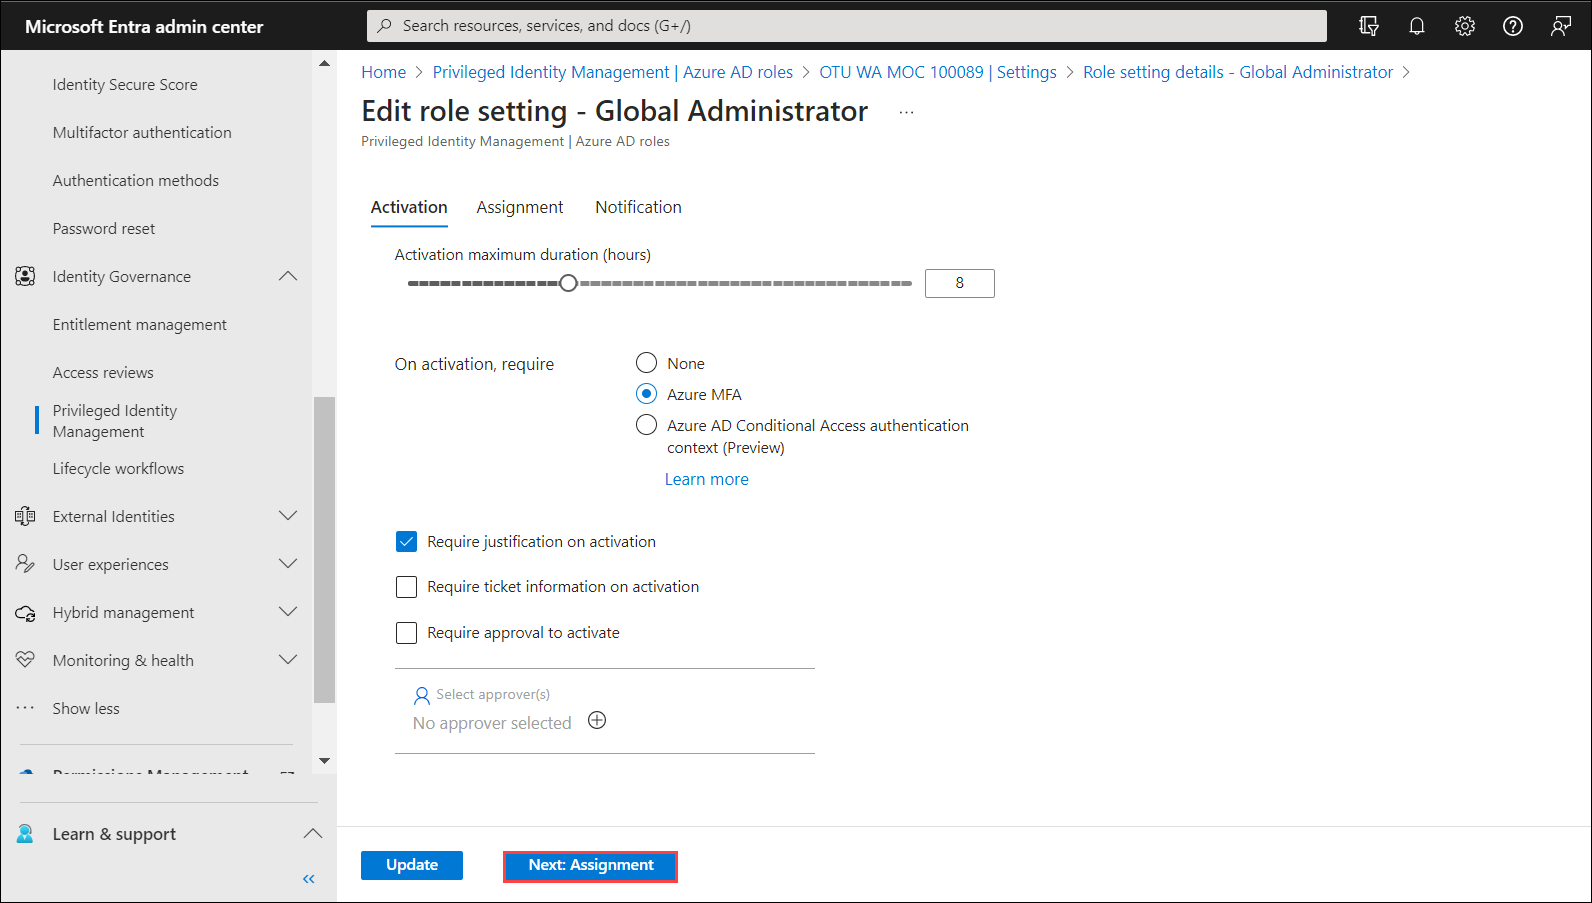 Microsoft Entra admin center
Search resources, services, and docs (G+/)
Identity Secure Score
Multifactor authentication
Authentication methods
Password reset
Identity Governance
Entitlement management
Access reviews
Privileged Identity
Management
Lifecycle workflows
External Identities
User experiences
Hybrid management
Monitoring & health
Show less
Permissions Management
Learn & support
Home > Privileged Identity Management | Azure AD roles > OTU WA MOC 100089 | Settings > Role setting details - Global Administrator >
Edit role setting - Global Administrator ...
Privileged Identity Management | Azure AD roles
Activation Assignment Notification
Activation maximum duration (hours)
8
On activation, require
None
Azure MFA
Azure AD Conditional Access authentication
context (Preview)
Learn more
Require justification on activation
Require ticket information on activation
Require approval to activate
Select approver(s)
No approver selected
Update
Next: Assignment